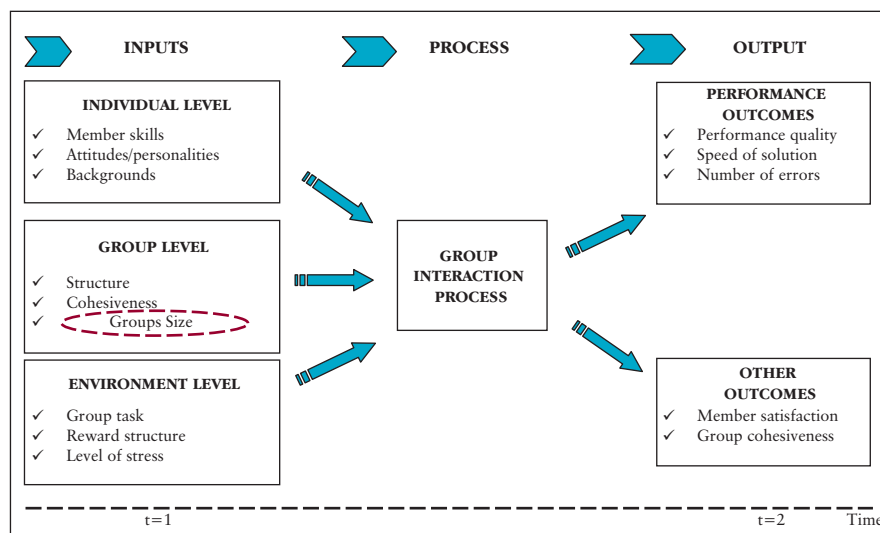 INPUTS
PROCESS
OUTPUT
INDIVIDUAL LEVEL
✓ Member skills
✓ Attitudes/personalities
✓ Backgrounds
GROUP LEVEL
✓ Structure
✓ Cohesiveness
✓ Groups Size
ENVIRONMENT LEVEL
✓ Group task
✓ Reward structure
✓ Level of stress
GROUP
INTERACTION
PROCESS
PERFORMANCE
OUTCOMES
✓ Performance quality
✓ Speed of solution
✓ Number of errors
OTHER
OUTCOMES
✓ Member satisfaction
✓ Group cohesiveness
t=1
t=2
Time